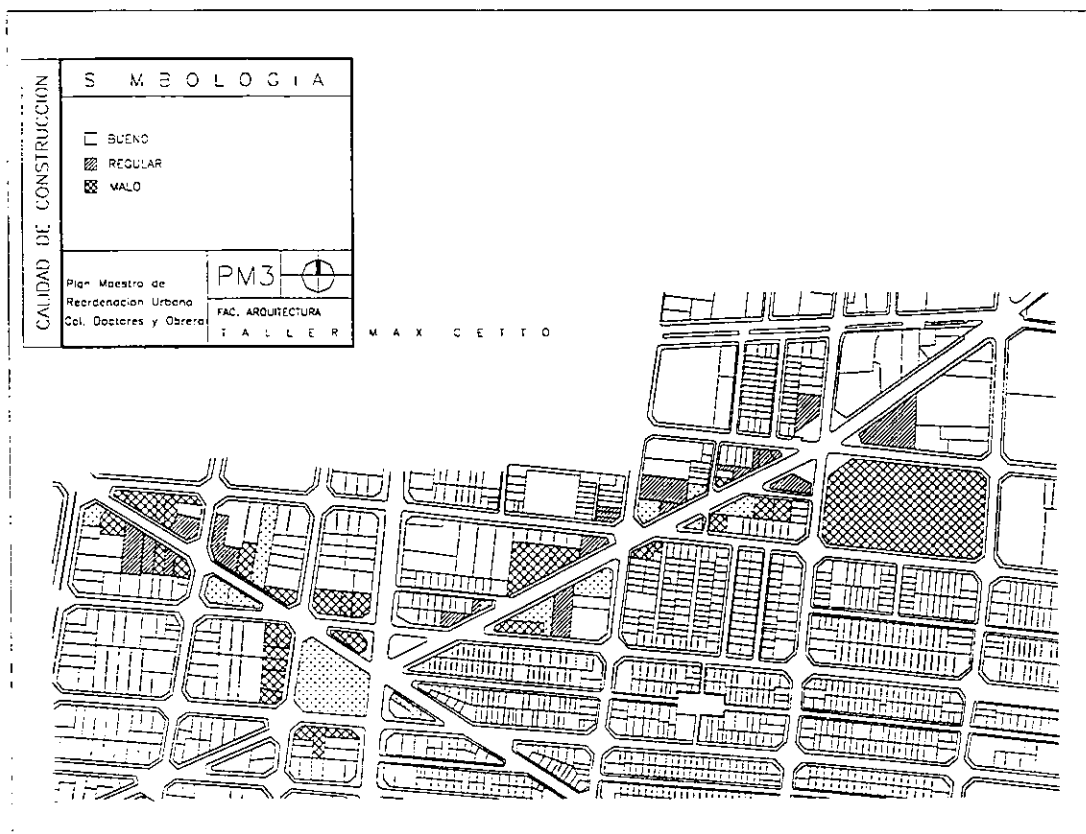 CALIDAD DE CONSTRUCCION
S M B O L O G I A
BUENO
REGULAR
MALO
Plan Maestro de
Reordenacion Urbana
Col. Doctores y Obrera
PM3
FAC. ARQUITECTURA
T A L L E R M A X C E T T O